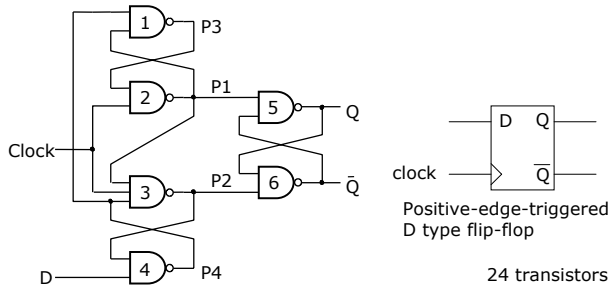 1
P3
2
P1
Clock
3
P2
4
P4
D
5
Q
6
Q̄
D Q
clock
Q̄
Positive-edge-triggered
D type flip-flop
24 transistors